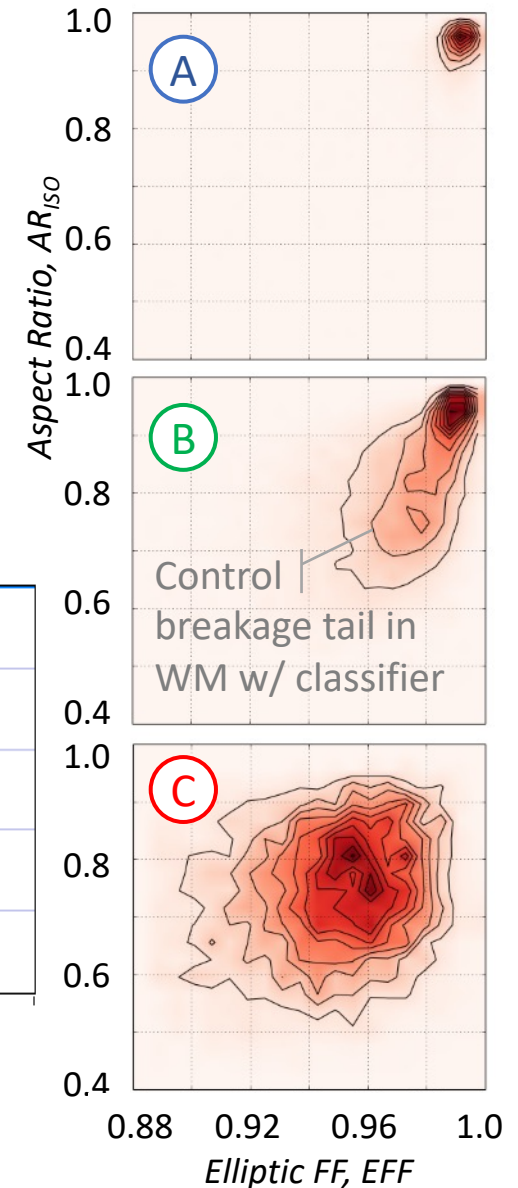 1.0
A
0.8
0.6
0.4
Aspect Ratio, AR_ISO
1.0
B
0.8
Control
breakage tail in
WM w/ classifier
0.6
0.4
1.0
C
0.8
0.6
0.4
0.88 0.92 0.96 1.0
Elliptic FF, EFF